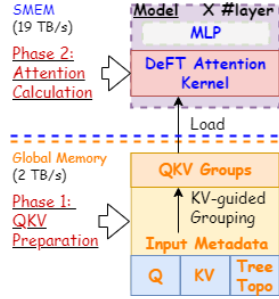 SMEM
(19 TB/s)
Model X #layer
MLP
Phase 2:
Attention
Calculation
DeFT Attention
Kernel
Load
Global Memory
(2 TB/s)
QKV Groups
Phase 1:
QKV
Preparation
KV-guided
Grouping
Input Metadata
Q
KV
Tree
Topo